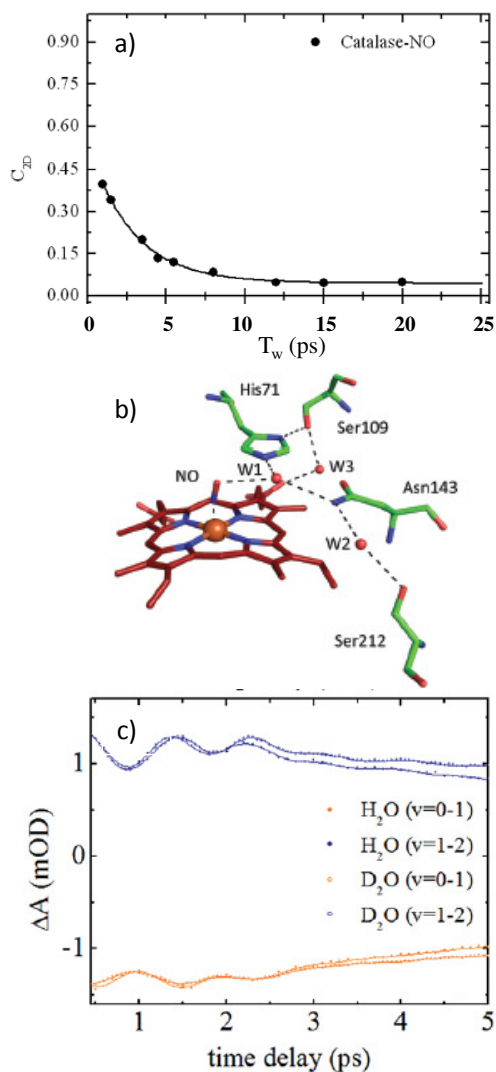 a)
Catalase-NO
C2D
0.90
0.75
0.60
0.45
0.30
0.15
0.00
0 5 10 15 20 25
Tw (ps)
b)
His71
Ser109
NO
W1
W3
Asn143
W2
Ser212
c)
1
0
-1
ΔA (mOD)
H2O (v=0-1)
H2O (v=1-2)
D2O (v=0-1)
D2O (v=1-2)
1 2 3 4 5
time delay (ps)